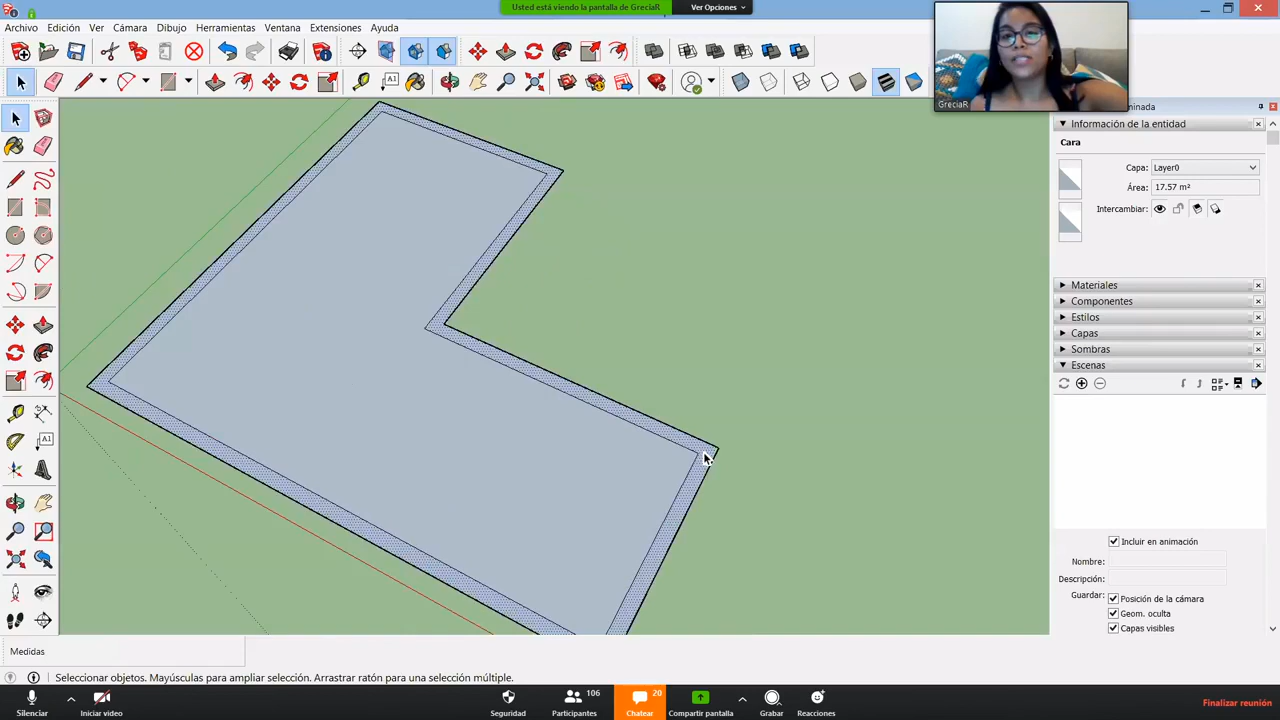 Usted está viendo la pantalla de GreciaR
Ver Opciones
Archivo Edición Ver Cámara Dibujo Herramientas Ventana Extensiones Ayuda
GreciaR
minada
Información de la entidad
Cara
Capa: Layer0
Área: 17.57 m²
Intercambiar:
Materiales
Componentes
Estilos
Capas
Sombras
Escenas
Incluir en animación
Nombre:
Descripción:
Guardar: Posición de la cámara
Geom. oculta
Capas visibles
Medidas
Seleccionar objetos. Mayúsculas para ampliar selección. Arrastrar ratón para una selección múltiple.
106
20
Silenciar
Iniciar video
Seguridad
Participantes
Chatear
Compartir pantalla
Grabar
Reacciones
Finalizar reunión